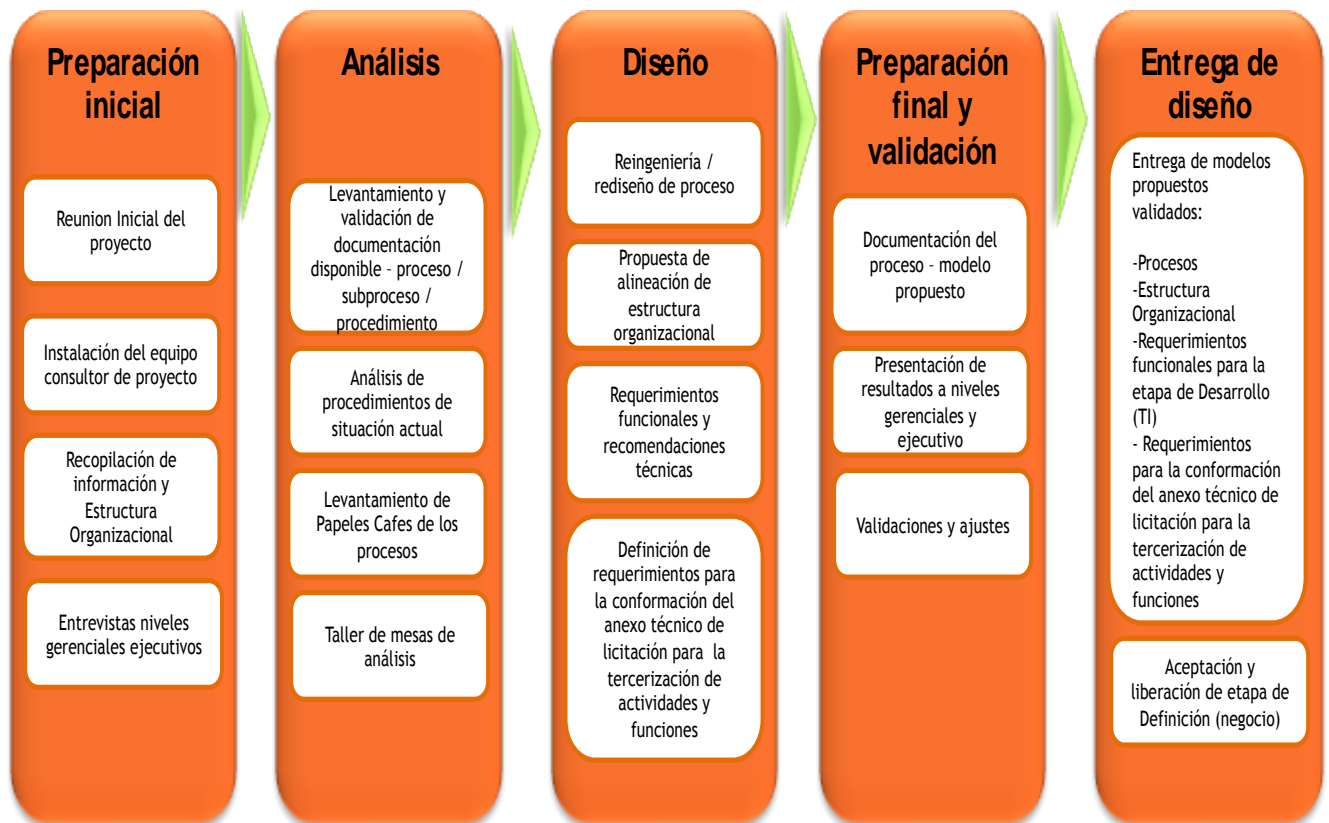 Preparación
inicial
Reunion Inicial del
proyecto
Instalación del equipo
consultor de proyecto
Recopilación de
información y
Estructura
Organizacional
Entrevistas niveles
gerenciales ejecutivos
Análisis
Levantamiento y
validación de
documentación
disponible - proceso /
subproceso /
procedimiento
Análisis de
procedimientos de
situación actual
Levantamiento de
Papeles Cafes de los
procesos
Taller de mesas de
análisis
Diseño
Reingeniería /
rediseño de proceso
Propuesta de
alineación de
estructura
organizacional
Requerimientos
funcionales y
recomendaciones
técnicas
Definición de
requerimientos para
la conformación del
anexo técnico de
licitación para la
tercerización de
actividades y
funciones
Preparación
final y
validación
Documentación del
proceso - modelo
propuesto
Presentación de
resultados a niveles
gerenciales y
ejecutivo
Validaciones y ajustes
Entrega de
diseño
Entrega de modelos
propuestos
validados:
-Procesos
-Estructura
Organizacional
-Requerimientos
funcionales para la
etapa de Desarrollo
(TI)
- Requerimientos
para la conformación
del anexo técnico de
licitación para la
tercerización de
actividades y
funciones
Aceptación y
liberación de etapa de
Definición (negocio)